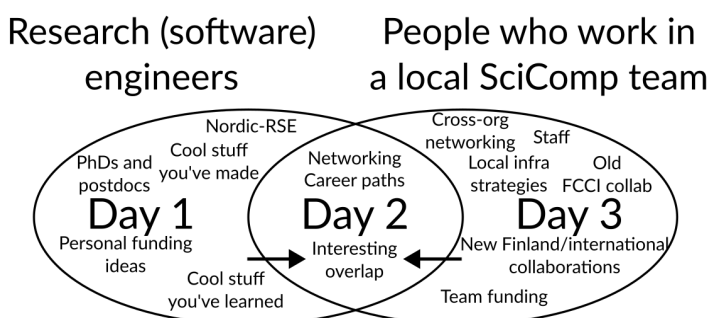 Research (software)
engineers
People who work in
a local SciComp team
Nordic-RSE
Cool stuff
you've made
PhDs and
postdocs
Day 1
Personal funding
ideas
Cool stuff
you've learned
Networking
Career paths
Day 2
Interesting
overlap
Cross-org
networking
Staff
Local infra
strategies
Old
FCCI collab
Day 3
New Finland/international
collaborations
Team funding